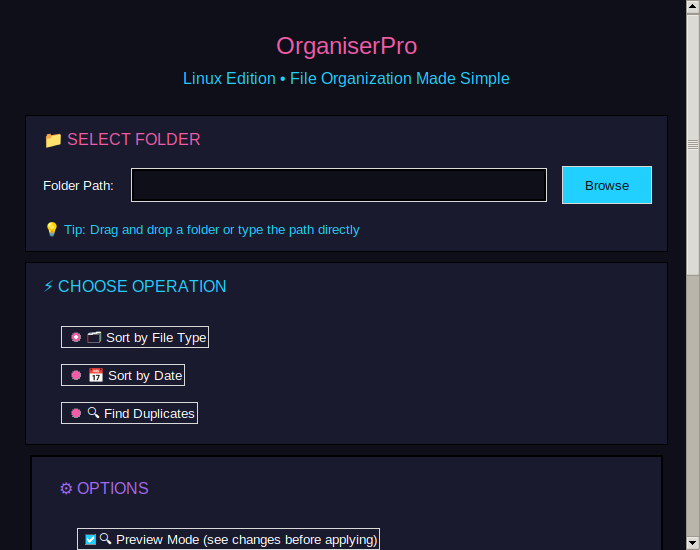 OrganiserPro
Linux Edition • File Organization Made Simple
📁 SELECT FOLDER
Folder Path:
Browse
💡 Tip: Drag and drop a folder or type the path directly
⚡ CHOOSE OPERATION
🗂 Sort by File Type
📅 Sort by Date
🔍 Find Duplicates
⚙ OPTIONS
🔍 Preview Mode (see changes before applying)